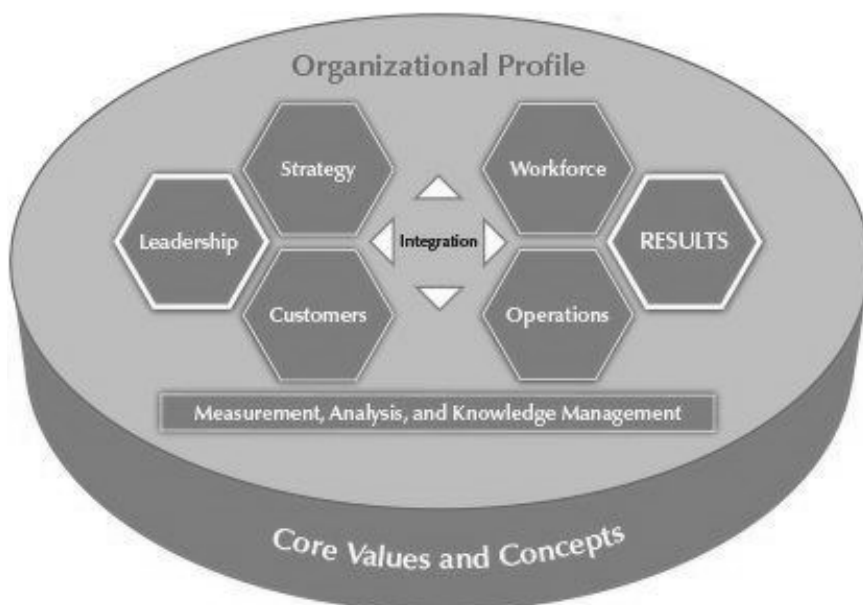 Organizational Profile
Strategy
Workforce
Leadership
Integration
RESULTS
Customers
Operations
Measurement, Analysis, and Knowledge Management
Core Values and Concepts